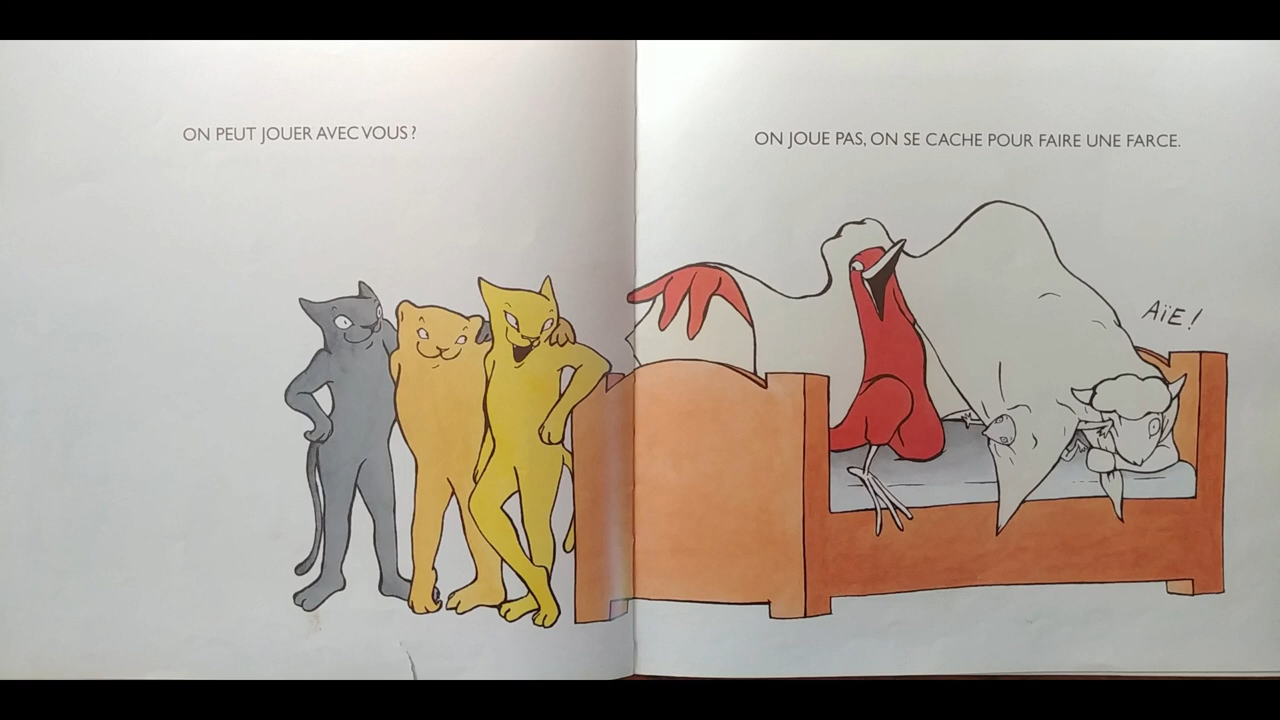 ON PEUT JOUER AVEC VOUS ?
ON JOUE PAS, ON SE CACHE POUR FAIRE UNE FARCE.
AïE !